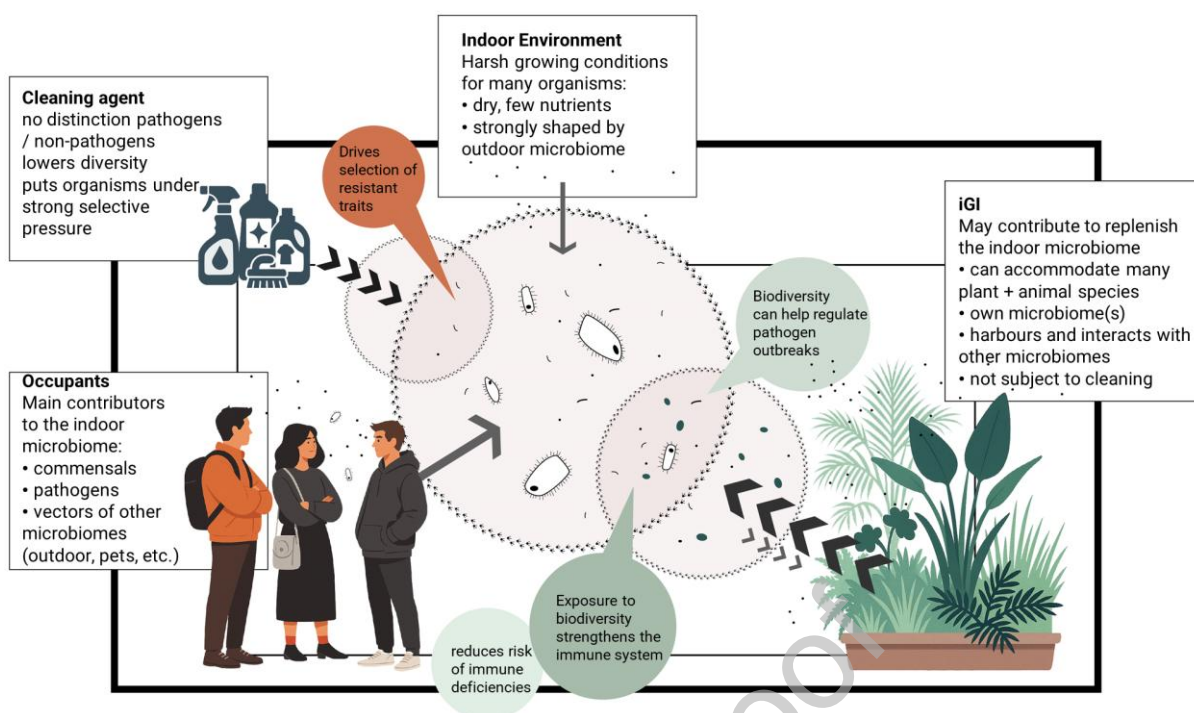 Indoor Environment
Harsh growing conditions
for many organisms:
• dry, few nutrients
• strongly shaped by
outdoor microbiome
Cleaning agent
no distinction pathogens
/ non-pathogens
lowers diversity
puts organisms under
strong selective
pressure
Drives
selection of
resistant
traits
iGI
May contribute to replenish
the indoor microbiome
• can accommodate many
plant + animal species
• own microbiome(s)
• harbours and interacts with
other microbiomes
• not subject to cleaning
Biodiversity
can help regulate
pathogen
outbreaks
Occupants
Main contributors
to the indoor
microbiome:
• commensals
• pathogens
• vectors of other
microbiomes
(outdoor, pets, etc.)
Exposure to
biodiversity
strengthens the
immune system
reduces risk
of immune
deficiencies